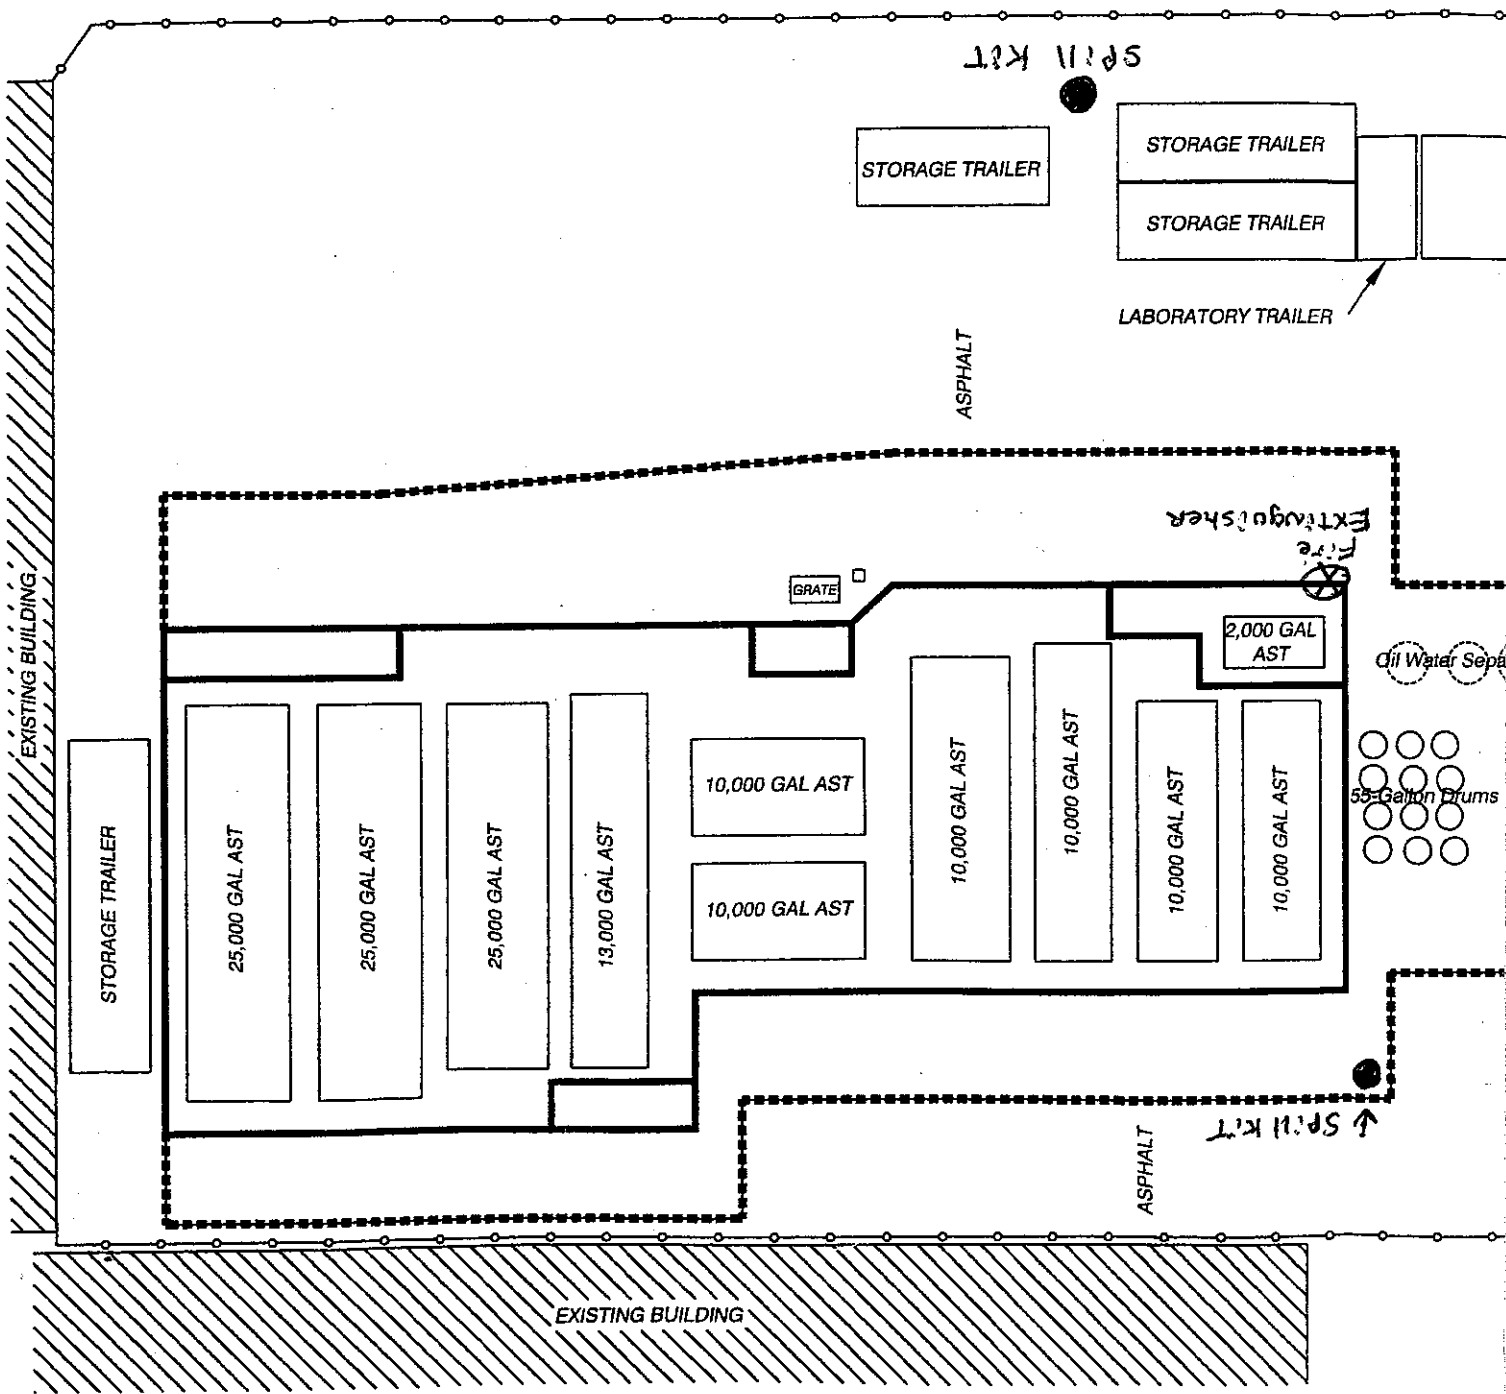 Spill Kit
STORAGE TRAILER
STORAGE TRAILER
STORAGE TRAILER
LABORATORY TRAILER
ASPHALT
Fire
Extinguisher
GRATE
2,000 GAL
AST
Oil Water Sepa
EXISTING BUILDING
STORAGE TRAILER
25,000 GAL AST
25,000 GAL AST
25,000 GAL AST
13,000 GAL AST
10,000 GAL AST
10,000 GAL AST
10,000 GAL AST
10,000 GAL AST
10,000 GAL AST
10,000 GAL AST
55-Gallon Drums
Spill Kit
ASPHALT
EXISTING BUILDING